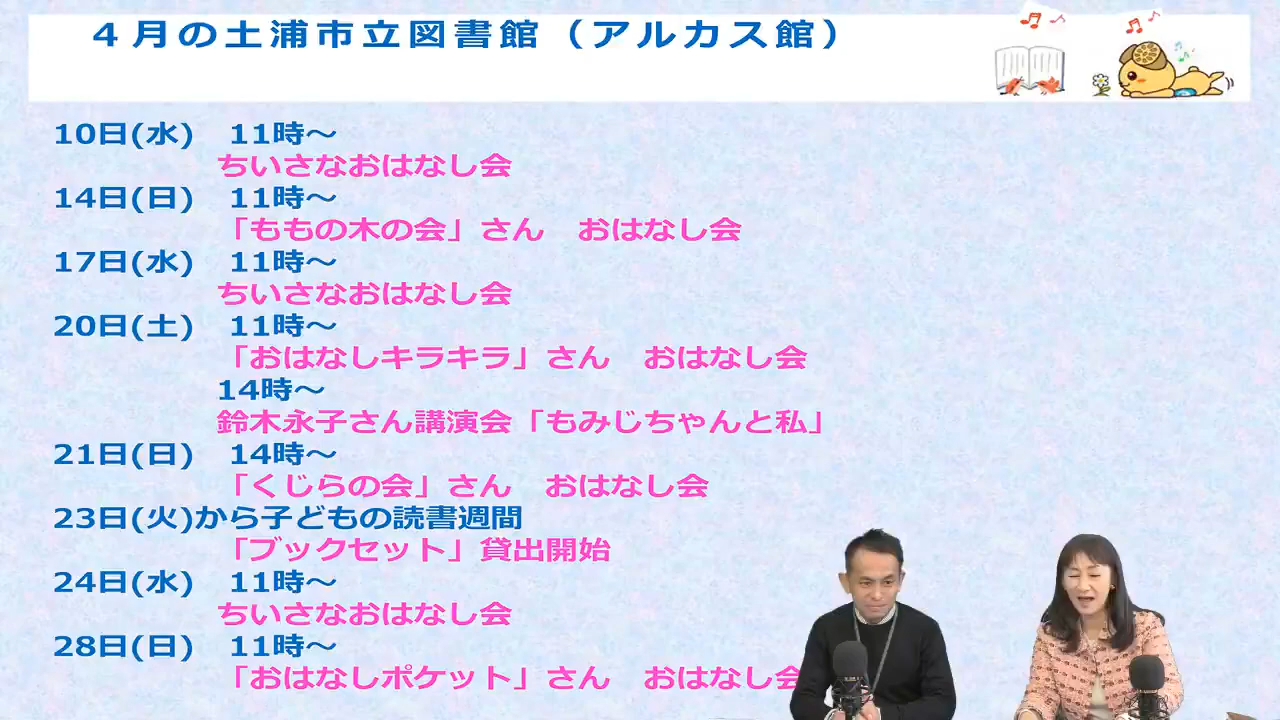 ４月の土浦市立図書館（アルカス館）
10日(水)　11時～
ちいさなおはなし会
14日(日)　11時～
「ももの木の会」さん　おはなし会
17日(水)　11時～
ちいさなおはなし会
20日(土)　11時～
「おはなしキラキラ」さん　おはなし会
14時～
鈴木永子さん講演会「もみじちゃんと私」
21日(日)　14時～
「くじらの会」さん　おはなし会
23日(火)から子どもの読書週間
「ブックセット」貸出開始
24日(水)　11時～
ちいさなおはなし会
28日(日)　11時～
「おはなしポケット」さん　おはなし会